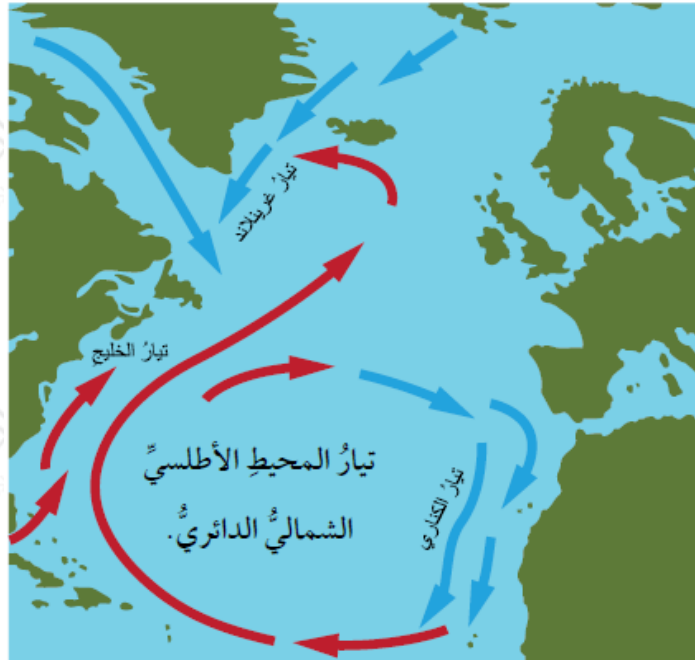 تيارُ غرينلاند
تيارُ الخليجِ
تيارُ المحيطِ الأطلسيِّ
الشماليُّ الدائريُّ.
تيارُ الكناري